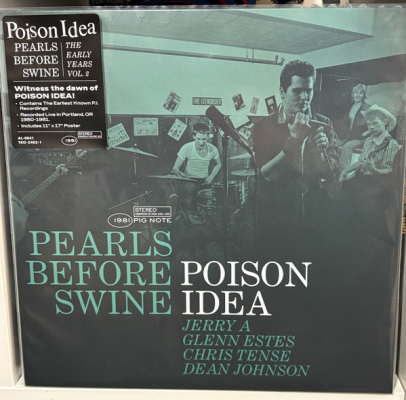 Poison Idea
PEARLS
BEFORE
SWINE
THE
EARLY
YEARS
VOL. 2
Witness the dawn of
POISON IDEA!
• Contains The Earliest Known P.I.
Recordings
• Recorded Live in Portland, OR
1980-1981.
• Includes 11" x 17" Poster
STEREO
1981
STEREO
1981 PIG NOTE
PEARLS
BEFORE
SWINE
POISON
IDEA
JERRY A
GLENN ESTES
CHRIS TENSE
DEAN JOHNSON